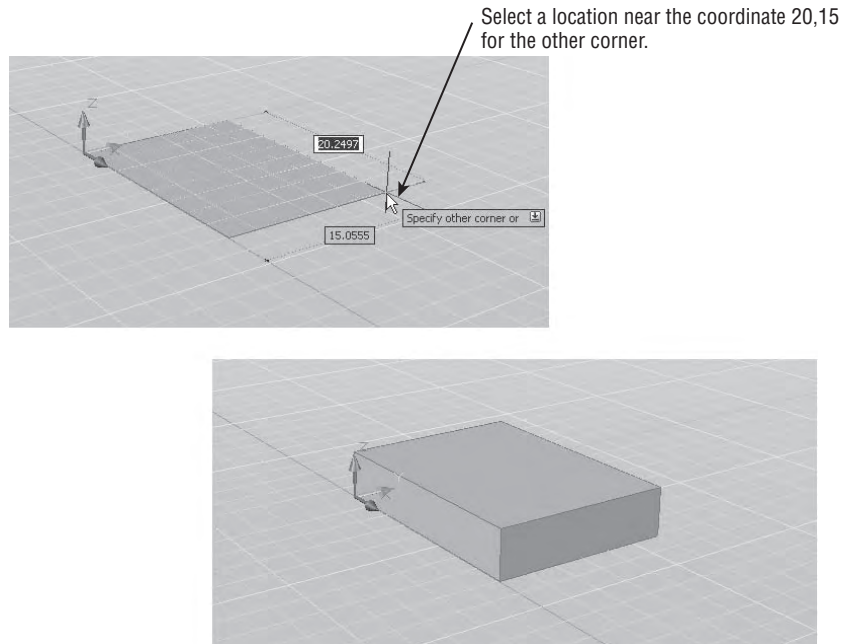 Select a location near the coordinate 20,15
for the other corner.
Z
20.2497
Specify other corner or
15.0555
Z